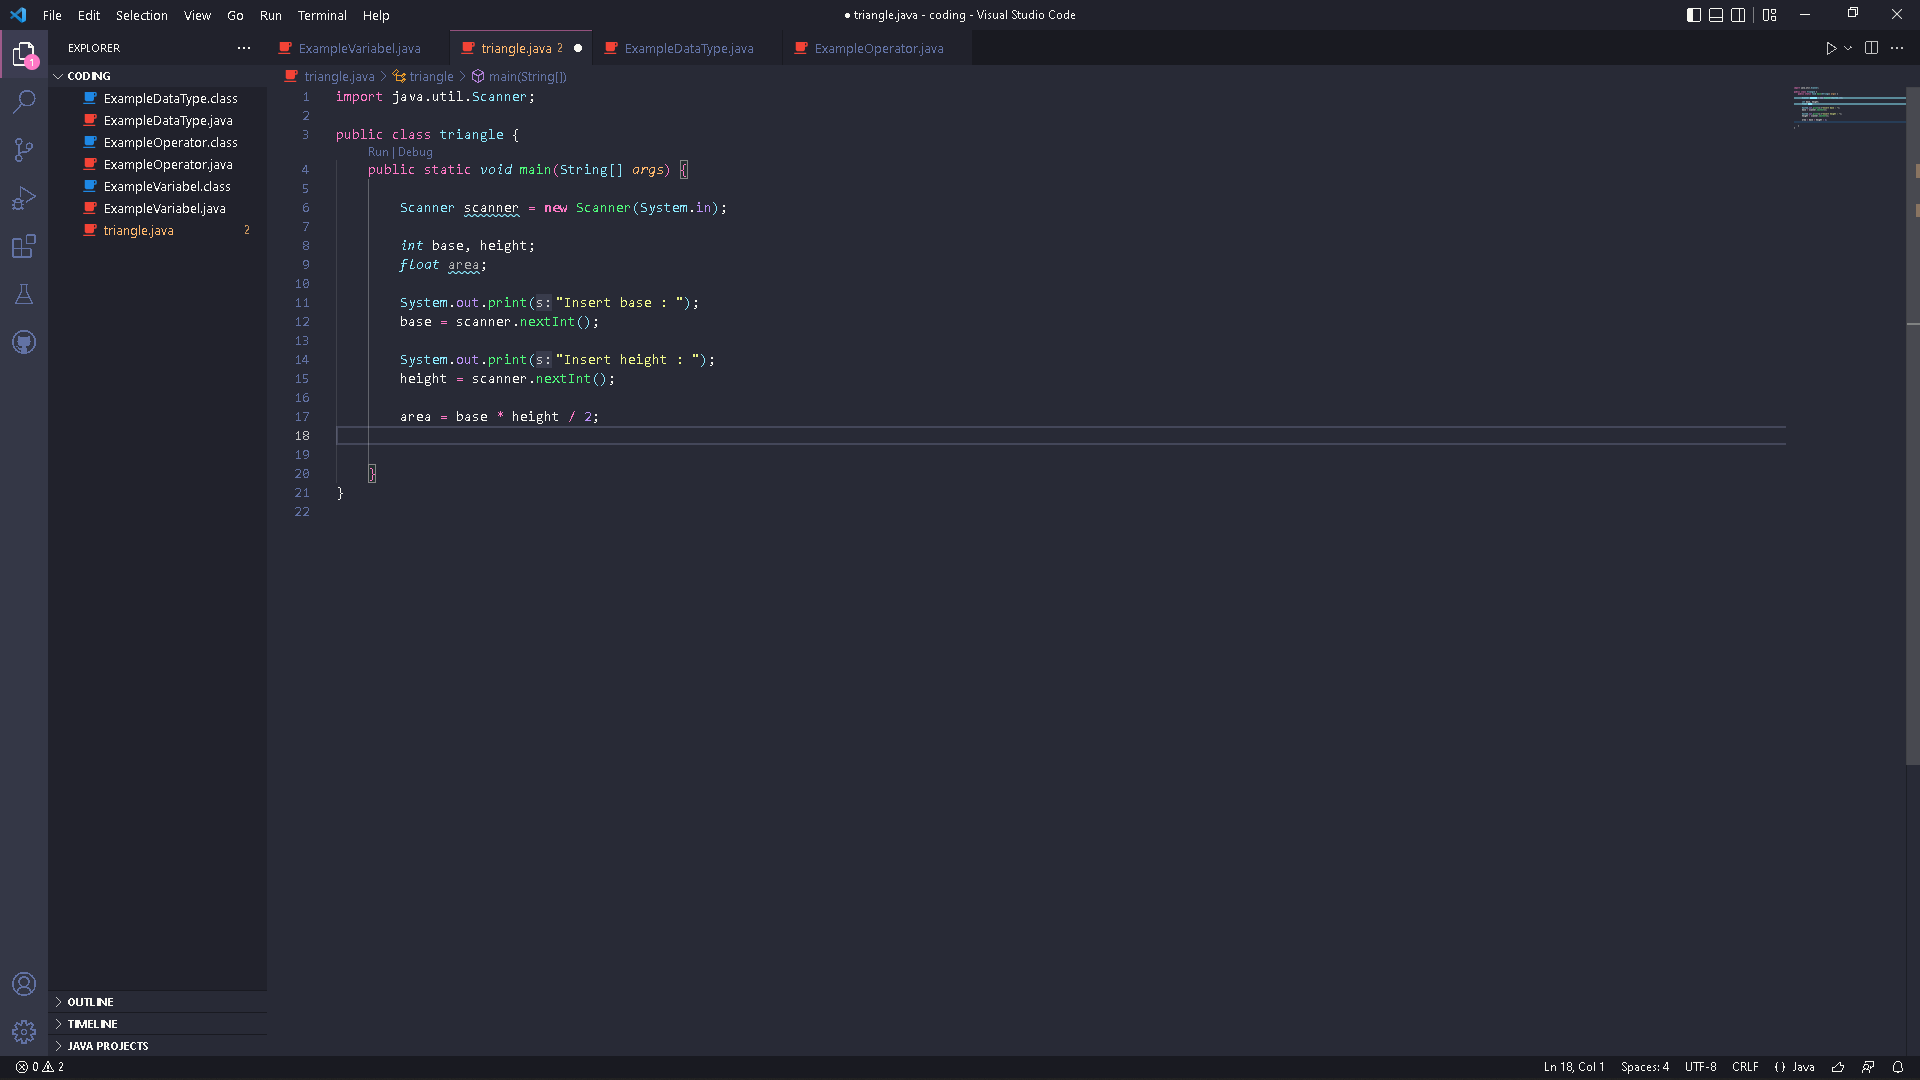 File Edit Selection View Go Run Terminal Help
● triangle.java - coding - Visual Studio Code
EXPLORER ···
ExampleVariabel.java
triangle.java 2 ●
ExampleDataType.java
ExampleOperator.java
1
CODING
ExampleDataType.class
ExampleDataType.java
ExampleOperator.class
ExampleOperator.java
ExampleVariabel.class
ExampleVariabel.java
triangle.java 2
triangle.java > triangle > main(String[])
1 import java.util.Scanner;
2
3 public class triangle {
Run | Debug
4 public static void main(String[] args) {
5
6 Scanner scanner = new Scanner(System.in);
7
8 int base, height;
9 float area;
10
11 System.out.print(s:"Insert base : ");
12 base = scanner.nextInt();
13
14 System.out.print(s:"Insert height : ");
15 height = scanner.nextInt();
16
17 area = base * height / 2;
18
19
20 }
21 }
22
OUTLINE
TIMELINE
JAVA PROJECTS
0 2
Ln 18, Col 1 Spaces: 4 UTF-8 CRLF {} Java